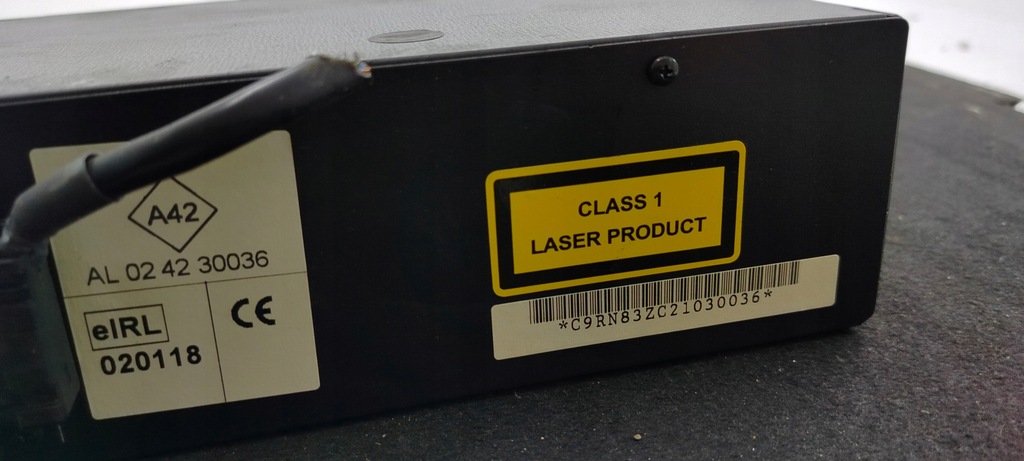 A42
AL 02 42 30036
eIRL
020118
CE
CLASS 1
LASER PRODUCT
*C9RN83ZC21030036*